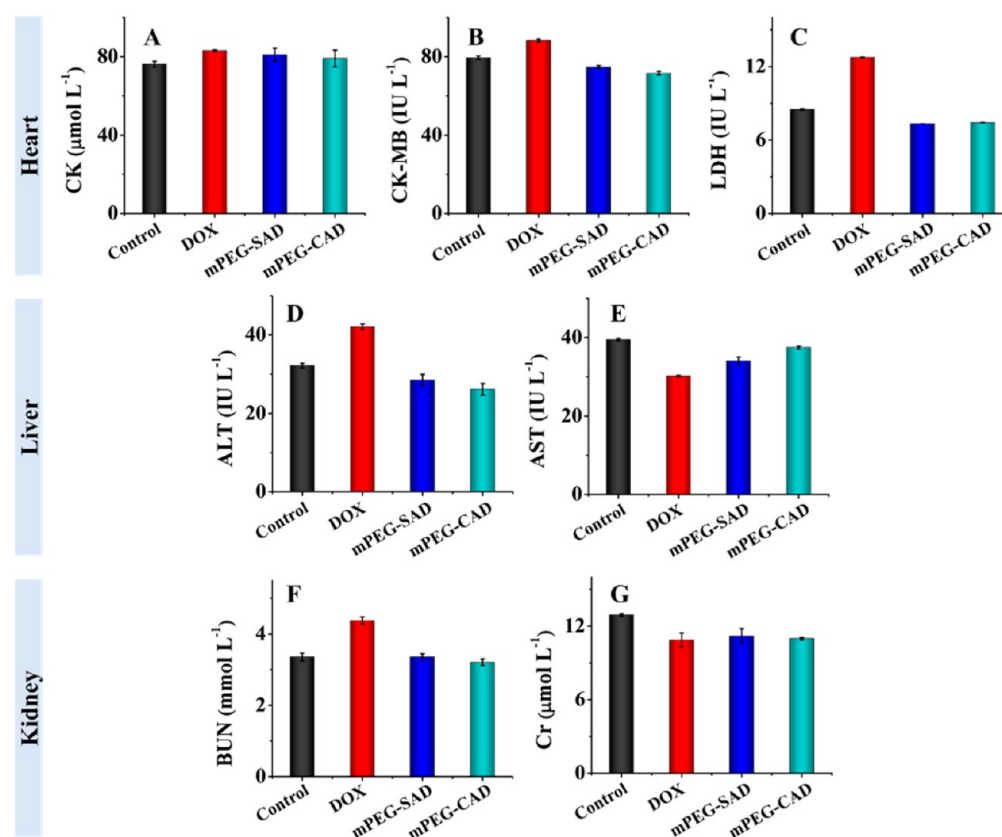 Heart
A
CK (μmol L⁻¹)
80
40
0
Control
DOX
mPEG-SAD
mPEG-CAD
B
CK-MB (IU L⁻¹)
80
40
0
Control
DOX
mPEG-SAD
mPEG-CAD
C
LDH (IU L⁻¹)
12
6
0
Control
DOX
mPEG-SAD
mPEG-CAD
Liver
D
ALT (IU L⁻¹)
40
20
0
Control
DOX
mPEG-SAD
mPEG-CAD
E
AST (IU L⁻¹)
40
20
0
Control
DOX
mPEG-SAD
mPEG-CAD
Kidney
F
BUN (mmol L⁻¹)
4
2
0
Control
DOX
mPEG-SAD
mPEG-CAD
G
Cr (μmol L⁻¹)
12
6
0
Control
DOX
mPEG-SAD
mPEG-CAD